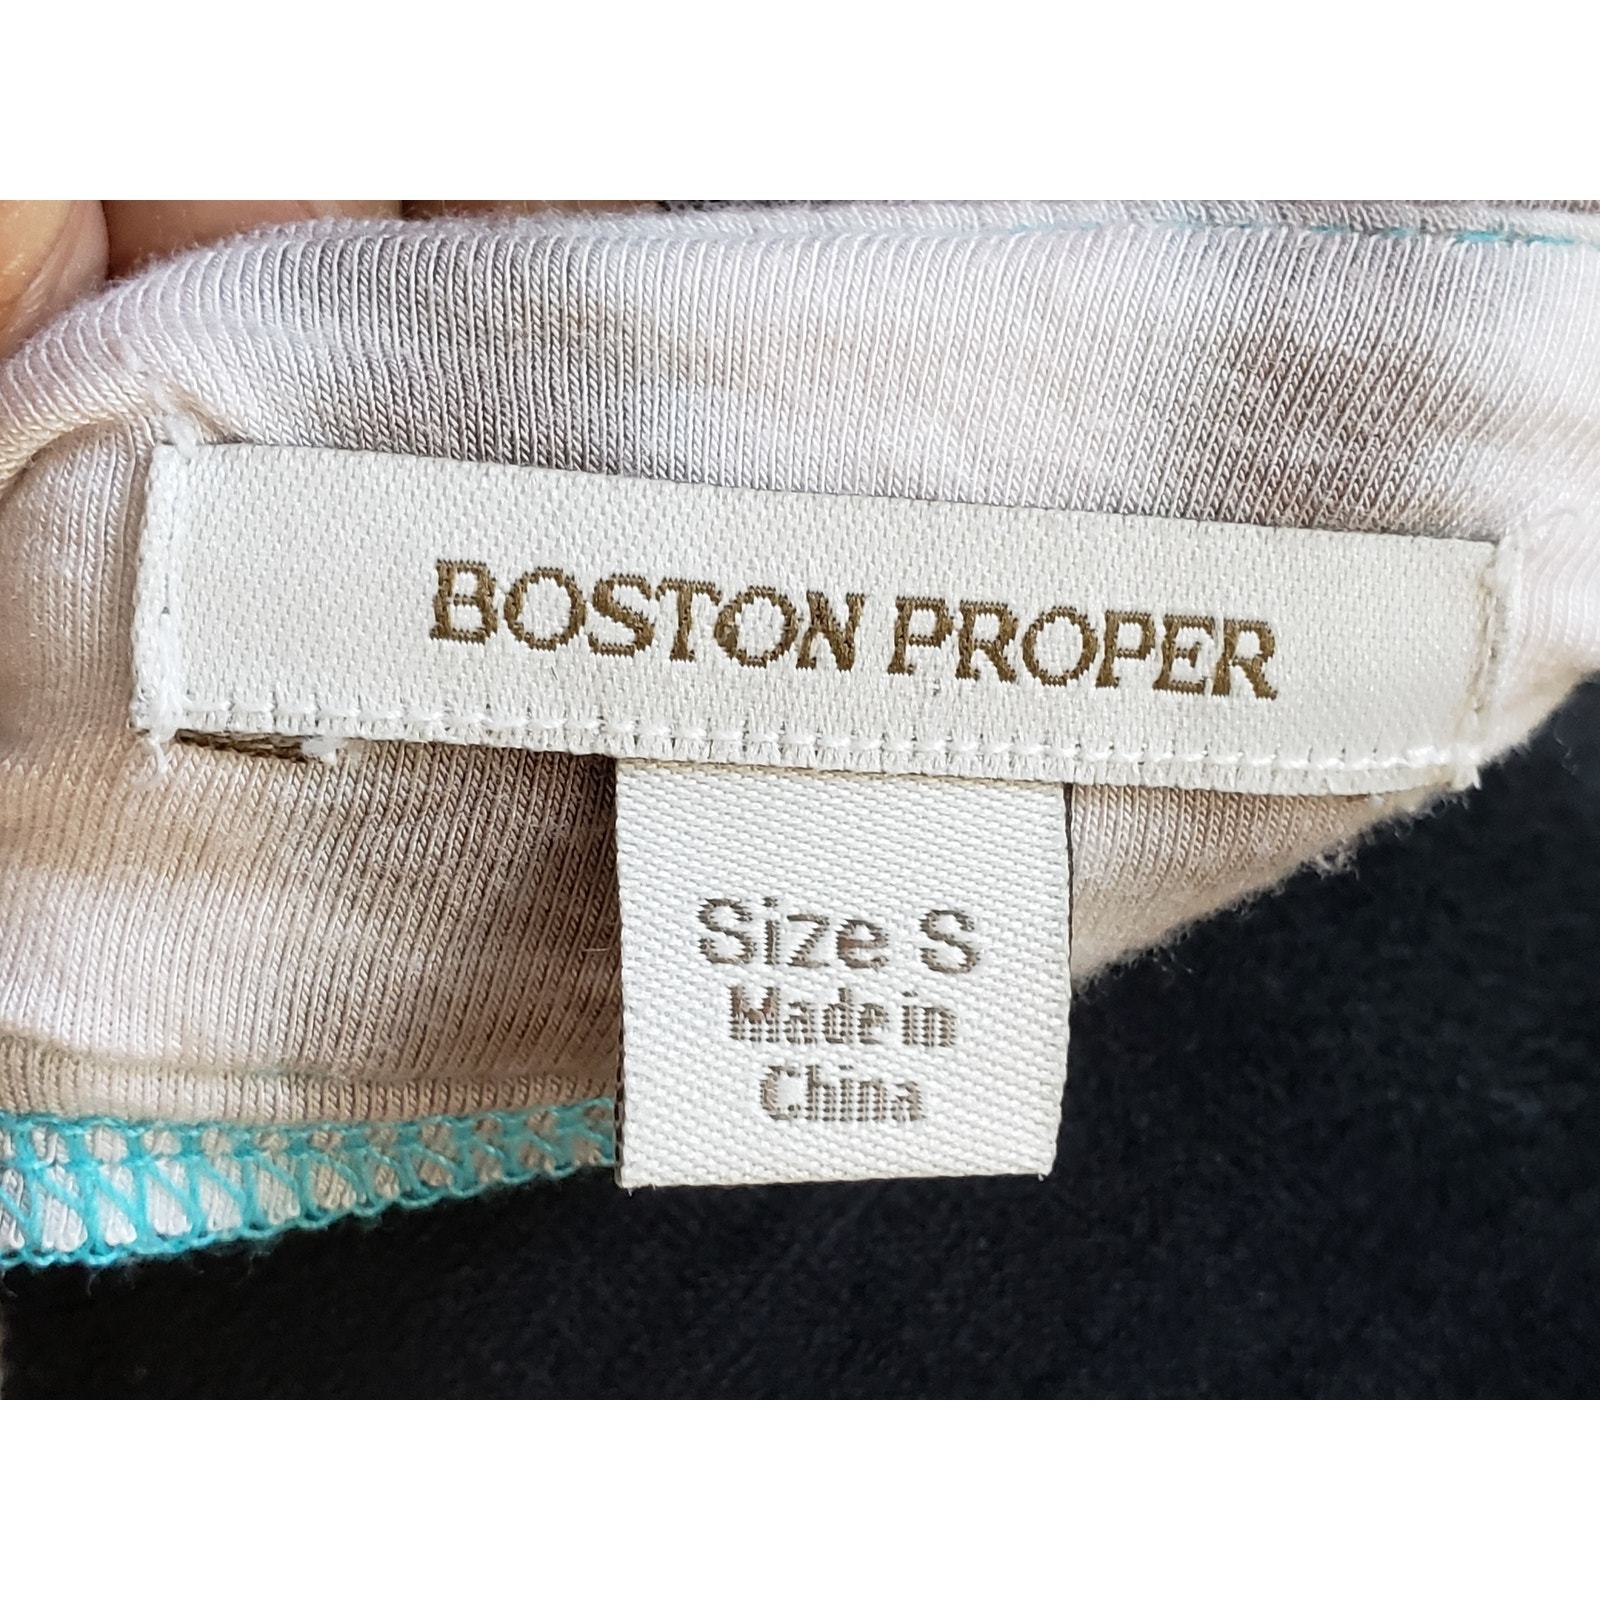 BOSTON PROPER
Size S
Made in
China